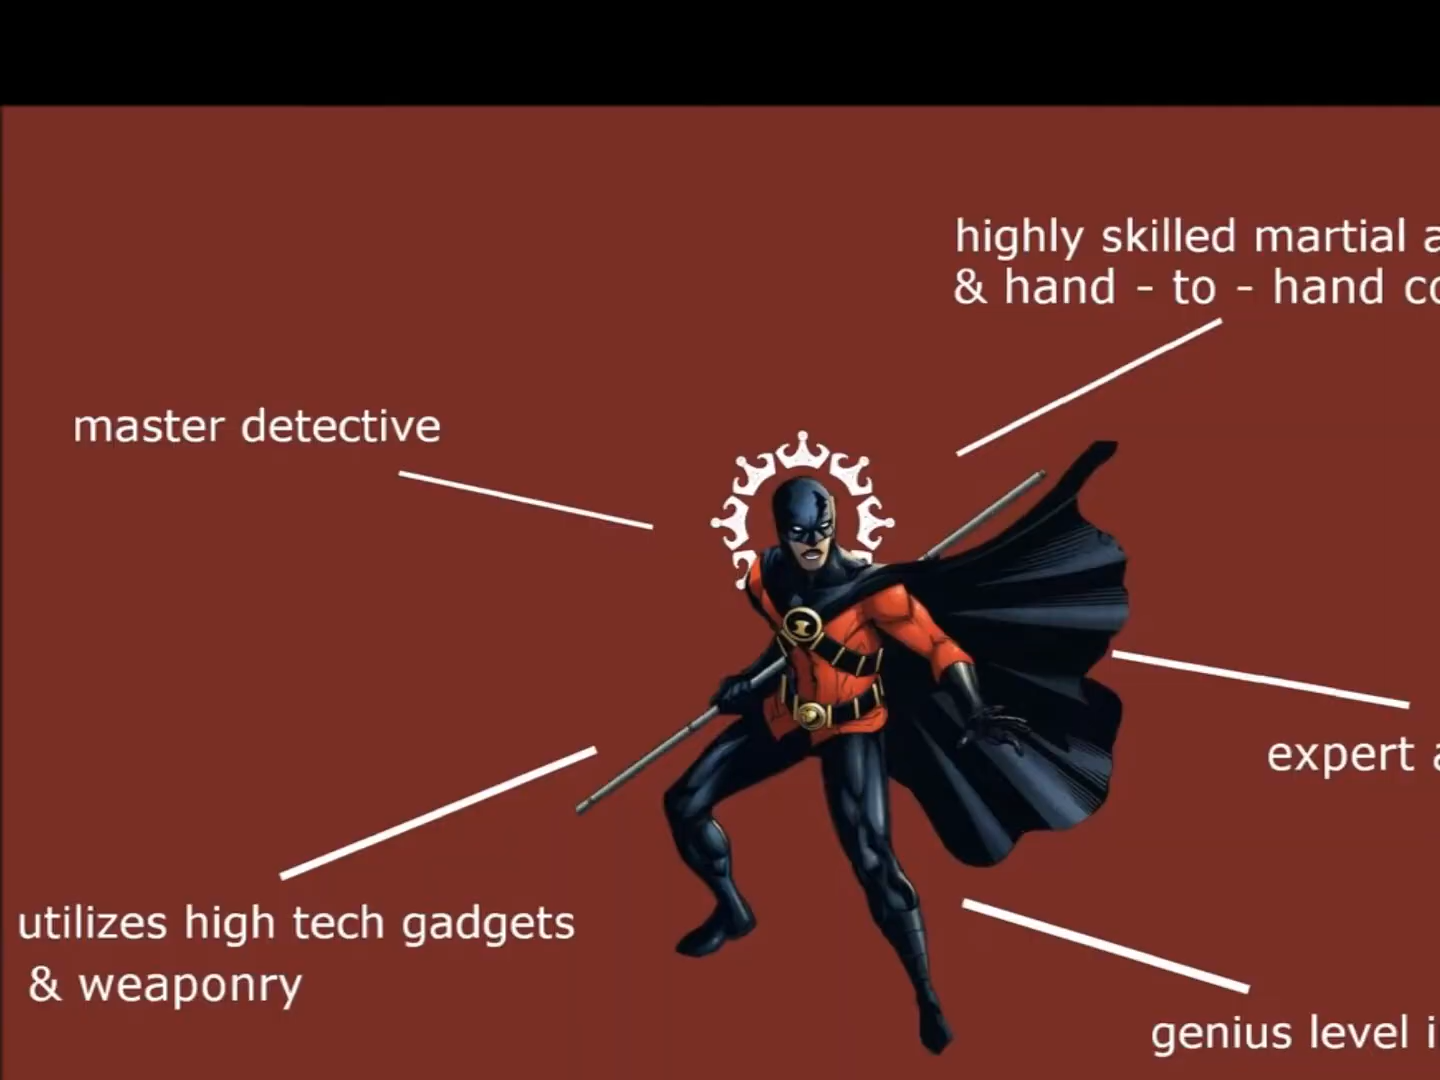 highly skilled martial
& hand - to - hand
master detective
expert
utilizes high tech gadgets
& weaponry
genius level